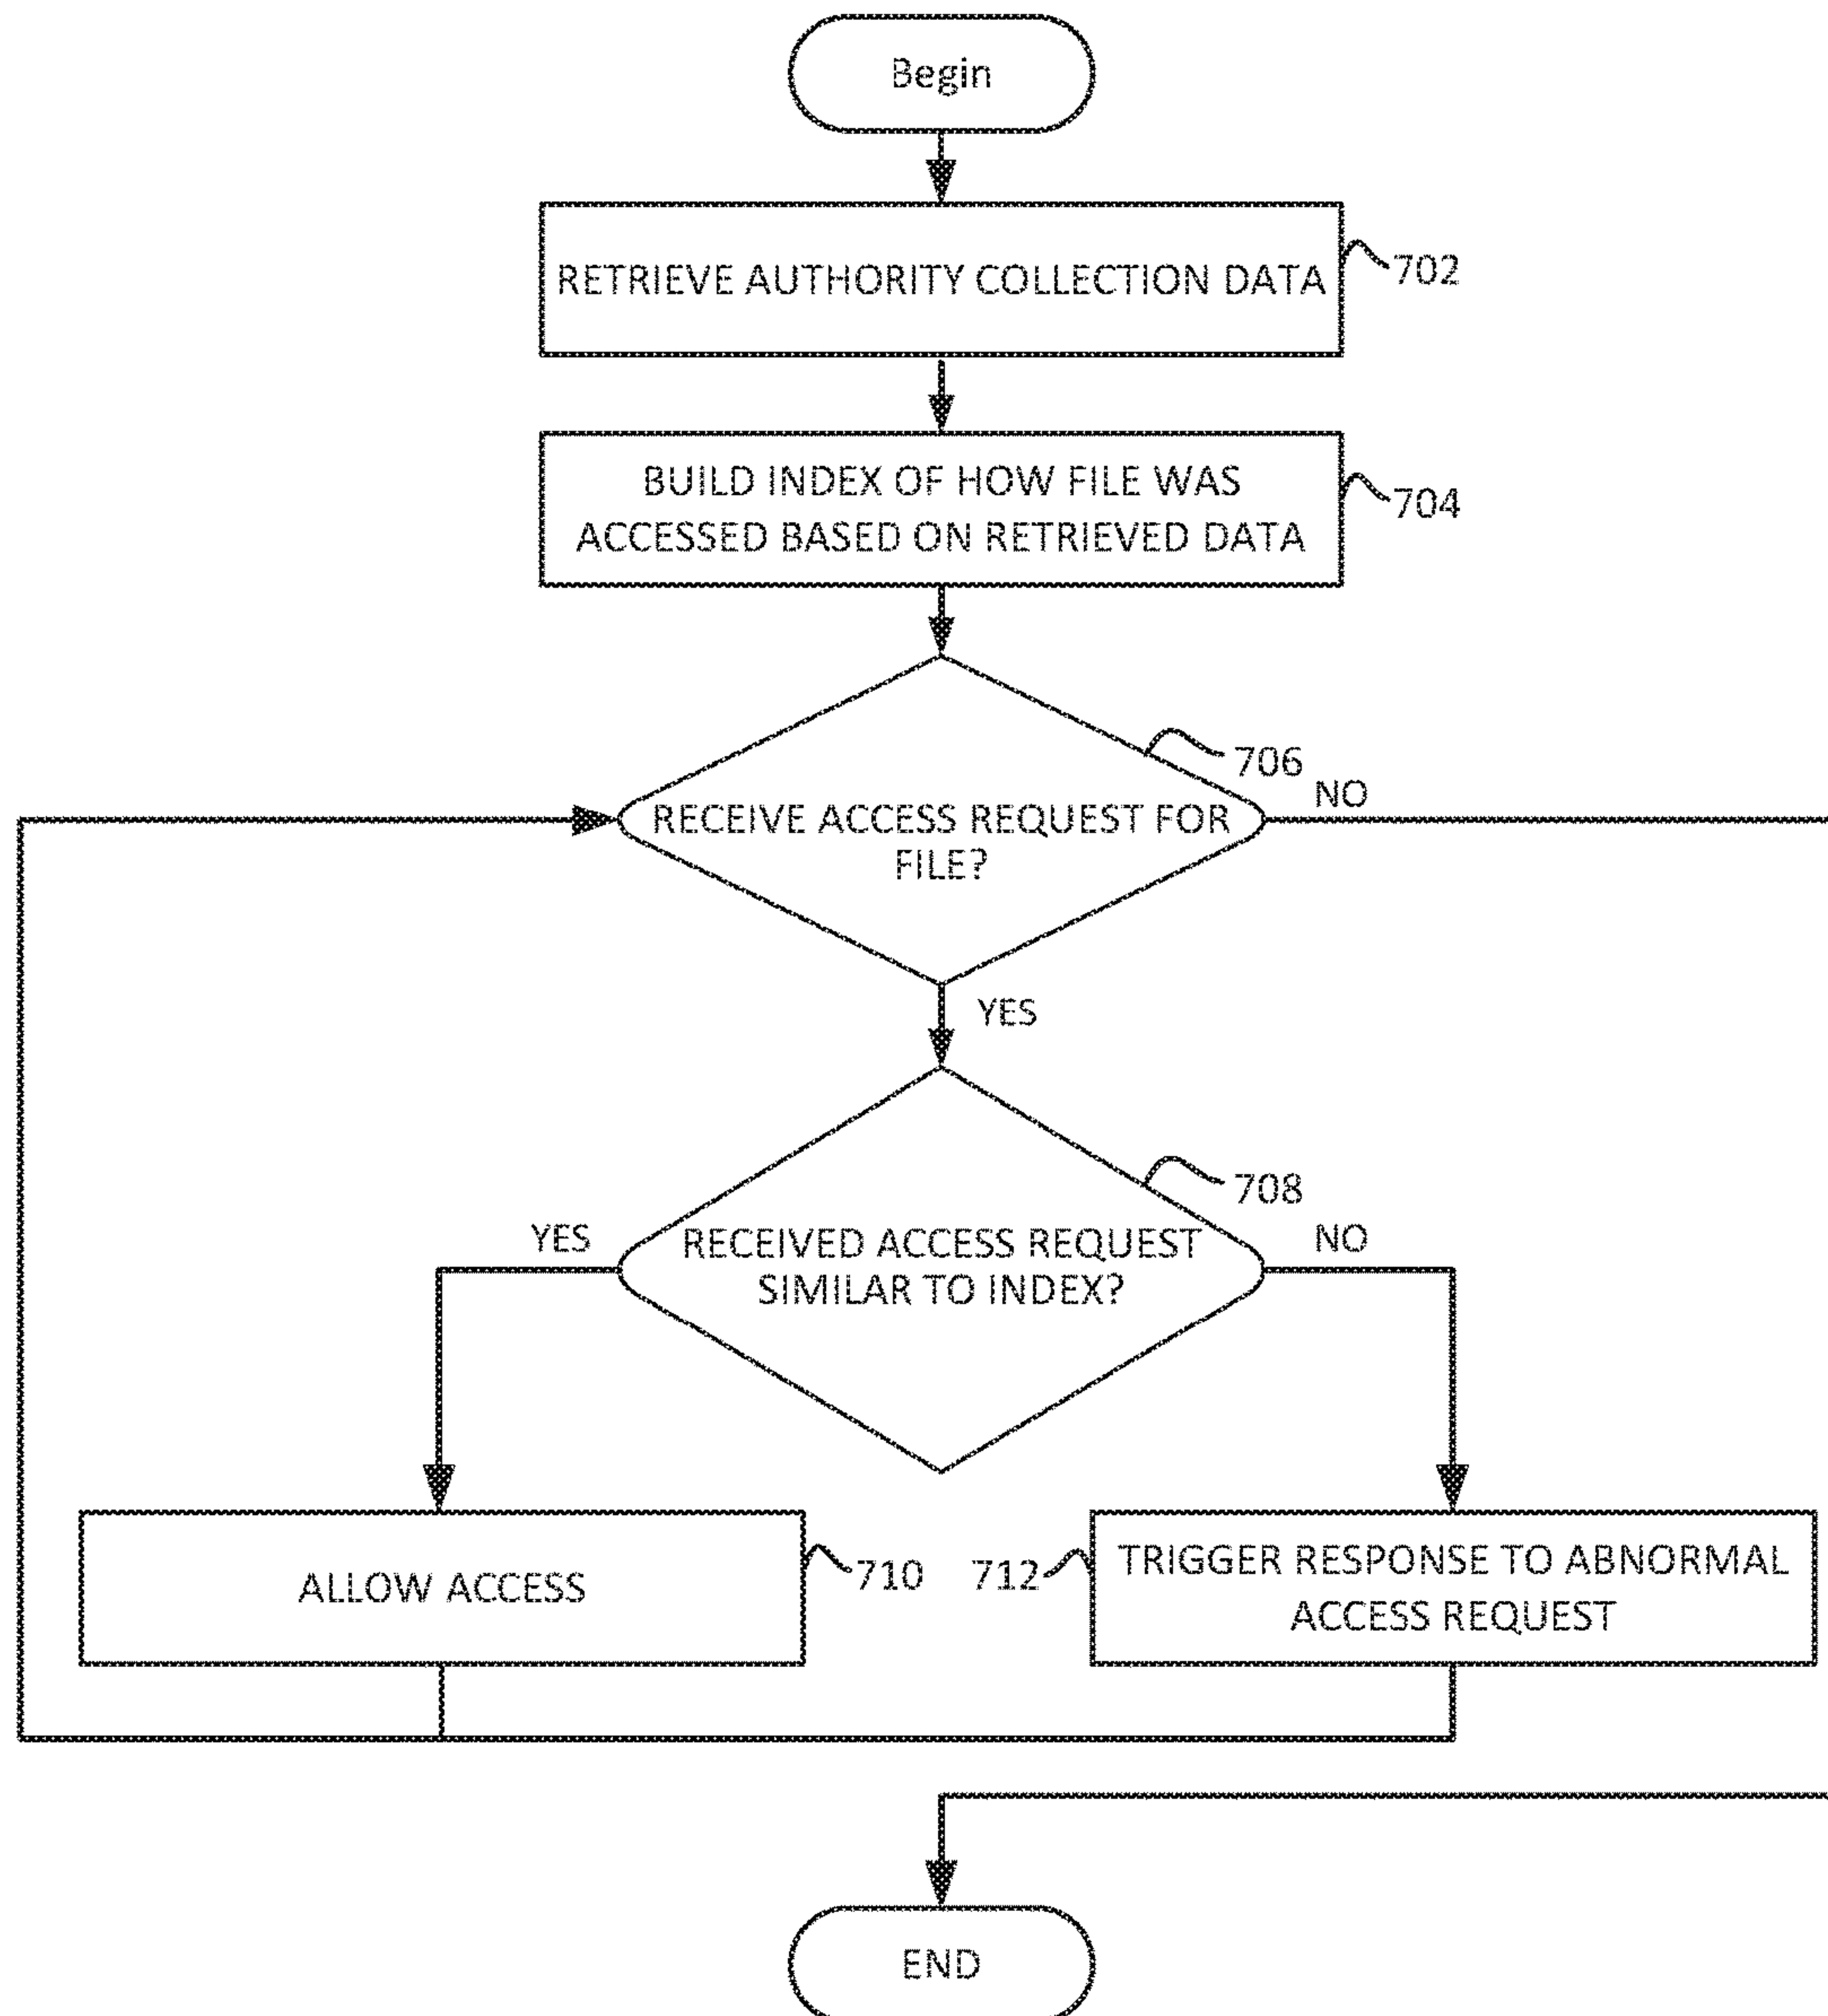 Begin
RETRIEVE AUTHORITY COLLECTION DATA
702
BUILD INDEX OF HOW FILE WAS
ACCESSED BASED ON RETRIEVED DATA
704
706
NO
RECEIVE ACCESS REQUEST FOR
FILE?
YES
708
YES
RECEIVED ACCESS REQUEST
SIMILAR TO INDEX?
NO
ALLOW ACCESS
710
712
TRIGGER RESPONSE TO ABNORMAL
ACCESS REQUEST
END